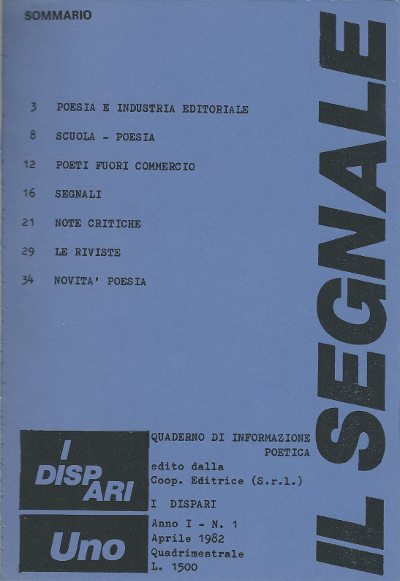 SOMMARIO
3 POESIA E INDUSTRIA EDITORIALE
8 SCUOLA - POESIA
12 POETI FUORI COMMERCIO
16 SEGNALI
21 NOTE CRITICHE
29 LE RIVISTE
34 NOVITA' POESIA
IL SEGNALE
I
DISP
ARI
Uno
QUADERNO DI INFORMAZIONE
POETICA
edito dalla
Coop. Editrice (S.r.l.)
I DISPARI
Anno I - N. 1
Aprile 1982
Quadrimestrale
L. 1500